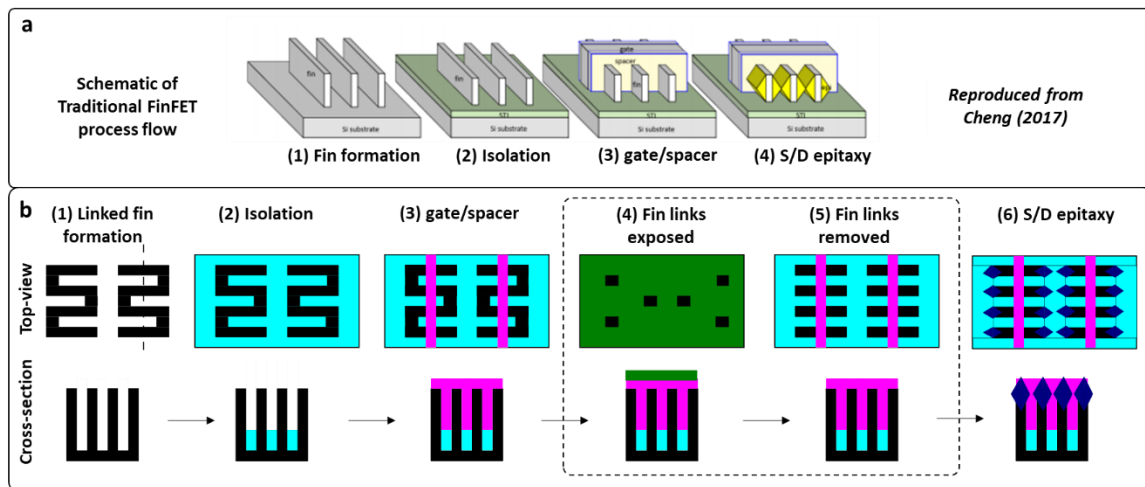 a
Schematic of
Traditional FinFET
process flow
fin
Si substrate
(1) Fin formation
fin
STI
Si substrate
(2) Isolation
gate
spacer
fin
STI
Si substrate
(3) gate/spacer
STI
Si substrate
(4) S/D epitaxy
Reproduced from
Cheng (2017)
b
(1) Linked fin
formation
(2) Isolation
(3) gate/spacer
(4) Fin links
exposed
(5) Fin links
removed
(6) S/D epitaxy
Top-view
Cross-section